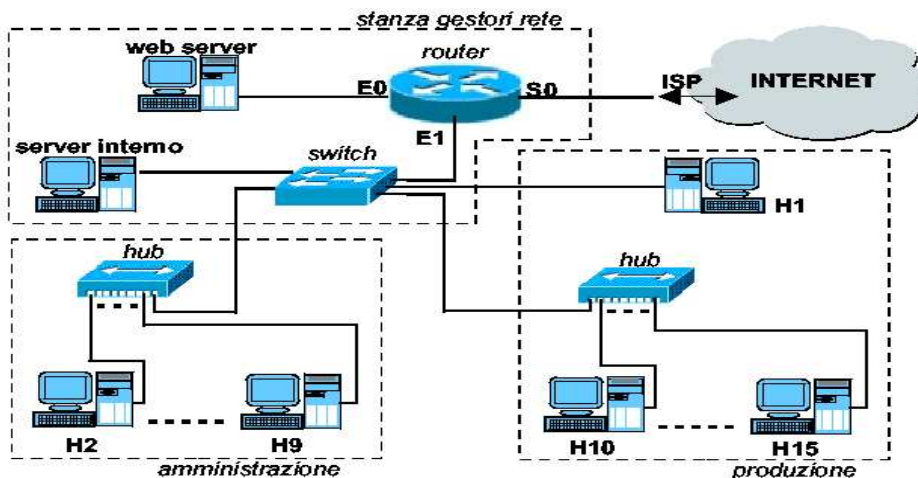 stanza gestori rete
web server
router
E0
S0
ISP
INTERNET
E1
server interno
switch
H1
hub
hub
H2
H9
H10
H15
amministrazione
produzione